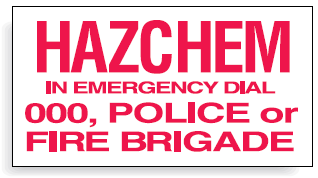 HAZCHEM
IN EMERGENCY DIAL
000, POLICE or
FIRE BRIGADE